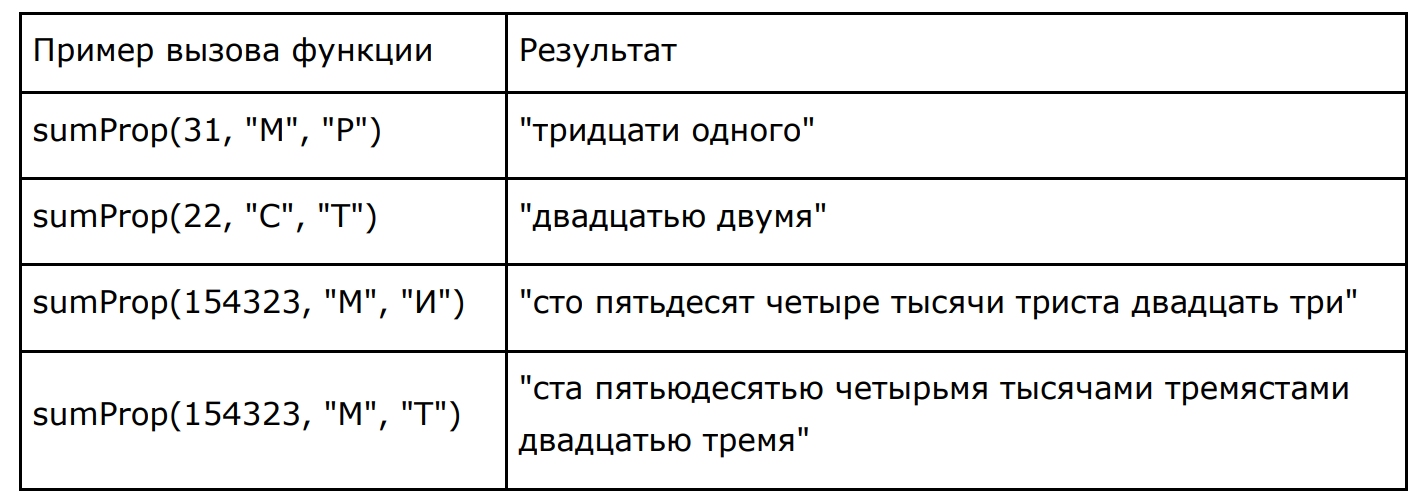 Пример вызова функции
Результат
sumProp(31, "М", "Р")
"тридцати одного"
sumProp(22, "С", "Т")
"двадцатью двумя"
sumProp(154323, "М", "И")
"сто пятьдесят четыре тысячи триста двадцать три"
sumProp(154323, "М", "Т")
"ста пятьюдесятью четырьмя тысячами тремястами
двадцатью тремя"